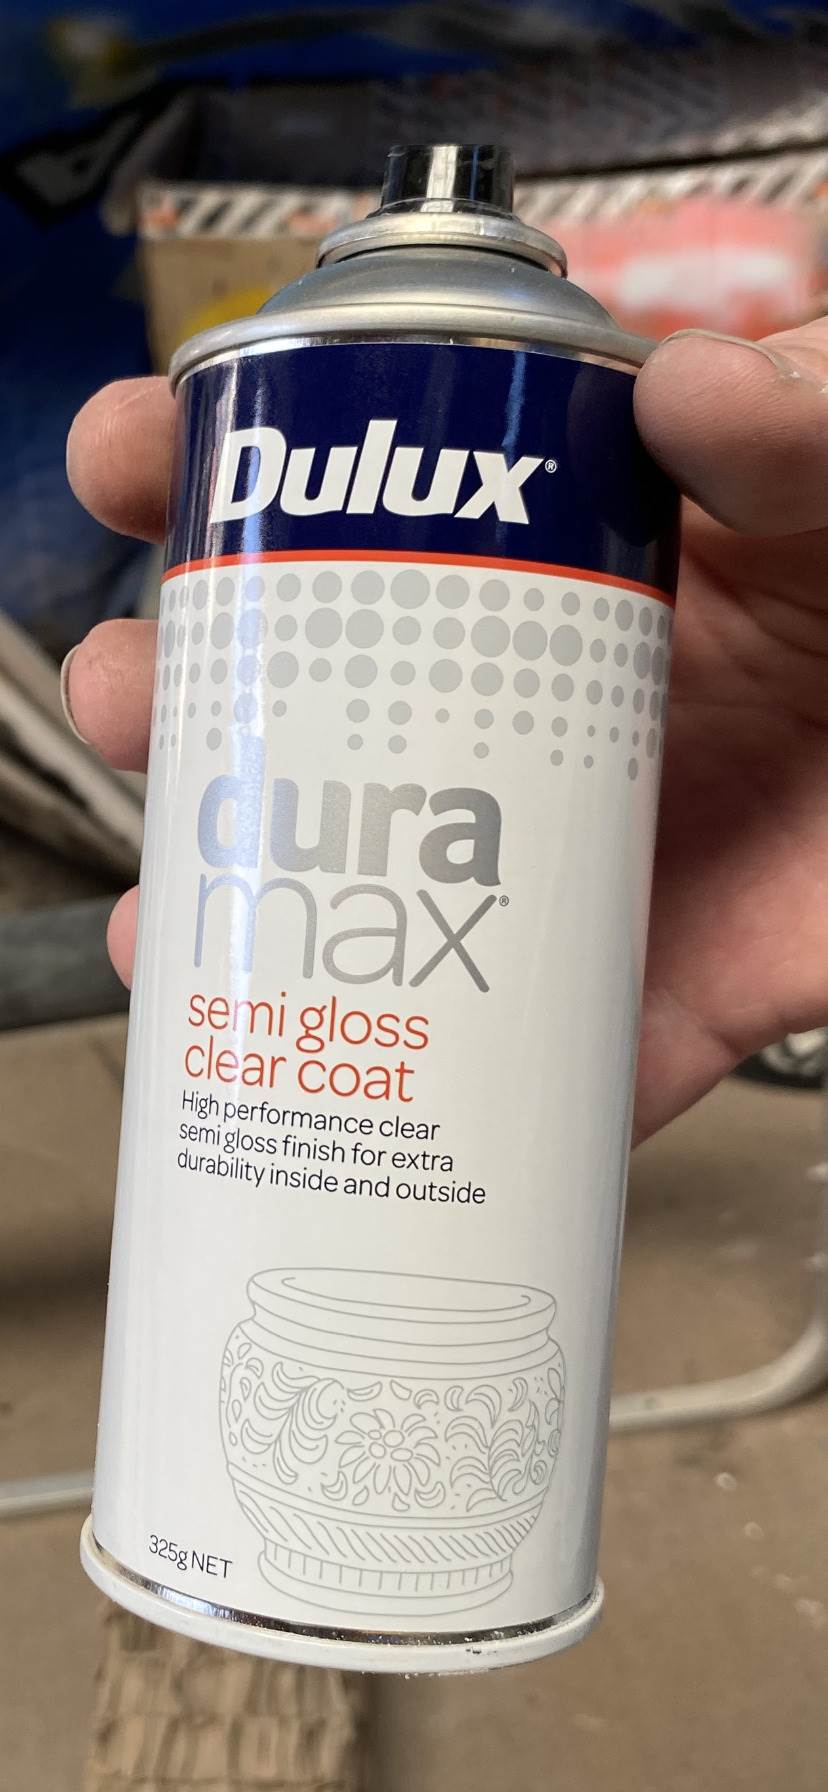 Dulux®
dura
max®
semi gloss
clear coat
High performance clear
semi gloss finish for extra
durability inside and outside
325g NET